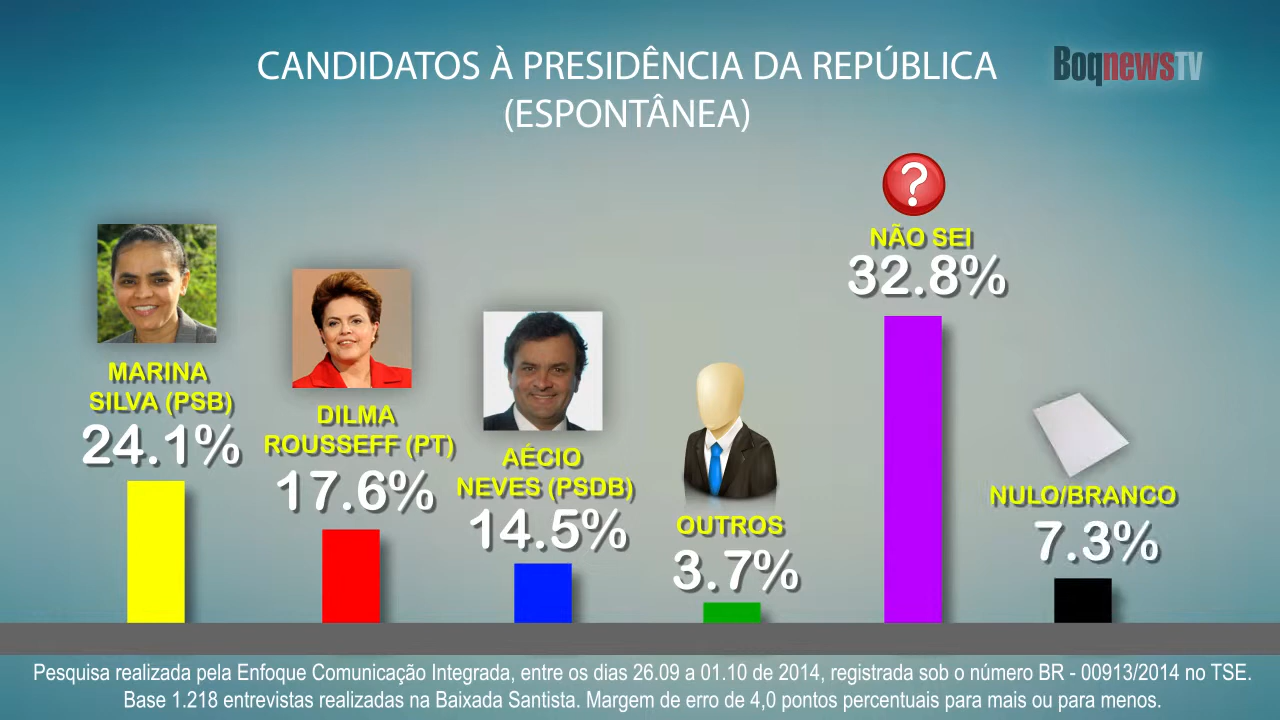 CANDIDATOS À PRESIDÊNCIA DA REPÚBLICA
(ESPONTÂNEA)
BoqnewsTV
MARINA
SILVA (PSB)
24.1%
DILMA
ROUSSEFF (PT)
17.6%
AÉCIO
NEVES (PSDB)
14.5%
OUTROS
3.7%
?
NÃO SEI
32.8%
NULO/BRANCO
7.3%
Pesquisa realizada pela Enfoque Comunicação Integrada, entre os dias 26.09 a 01.10 de 2014, registrada sob o número BR - 00913/2014 no TSE.
Base 1.218 entrevistas realizadas na Baixada Santista. Margem de erro de 4,0 pontos percentuais para mais ou para menos.